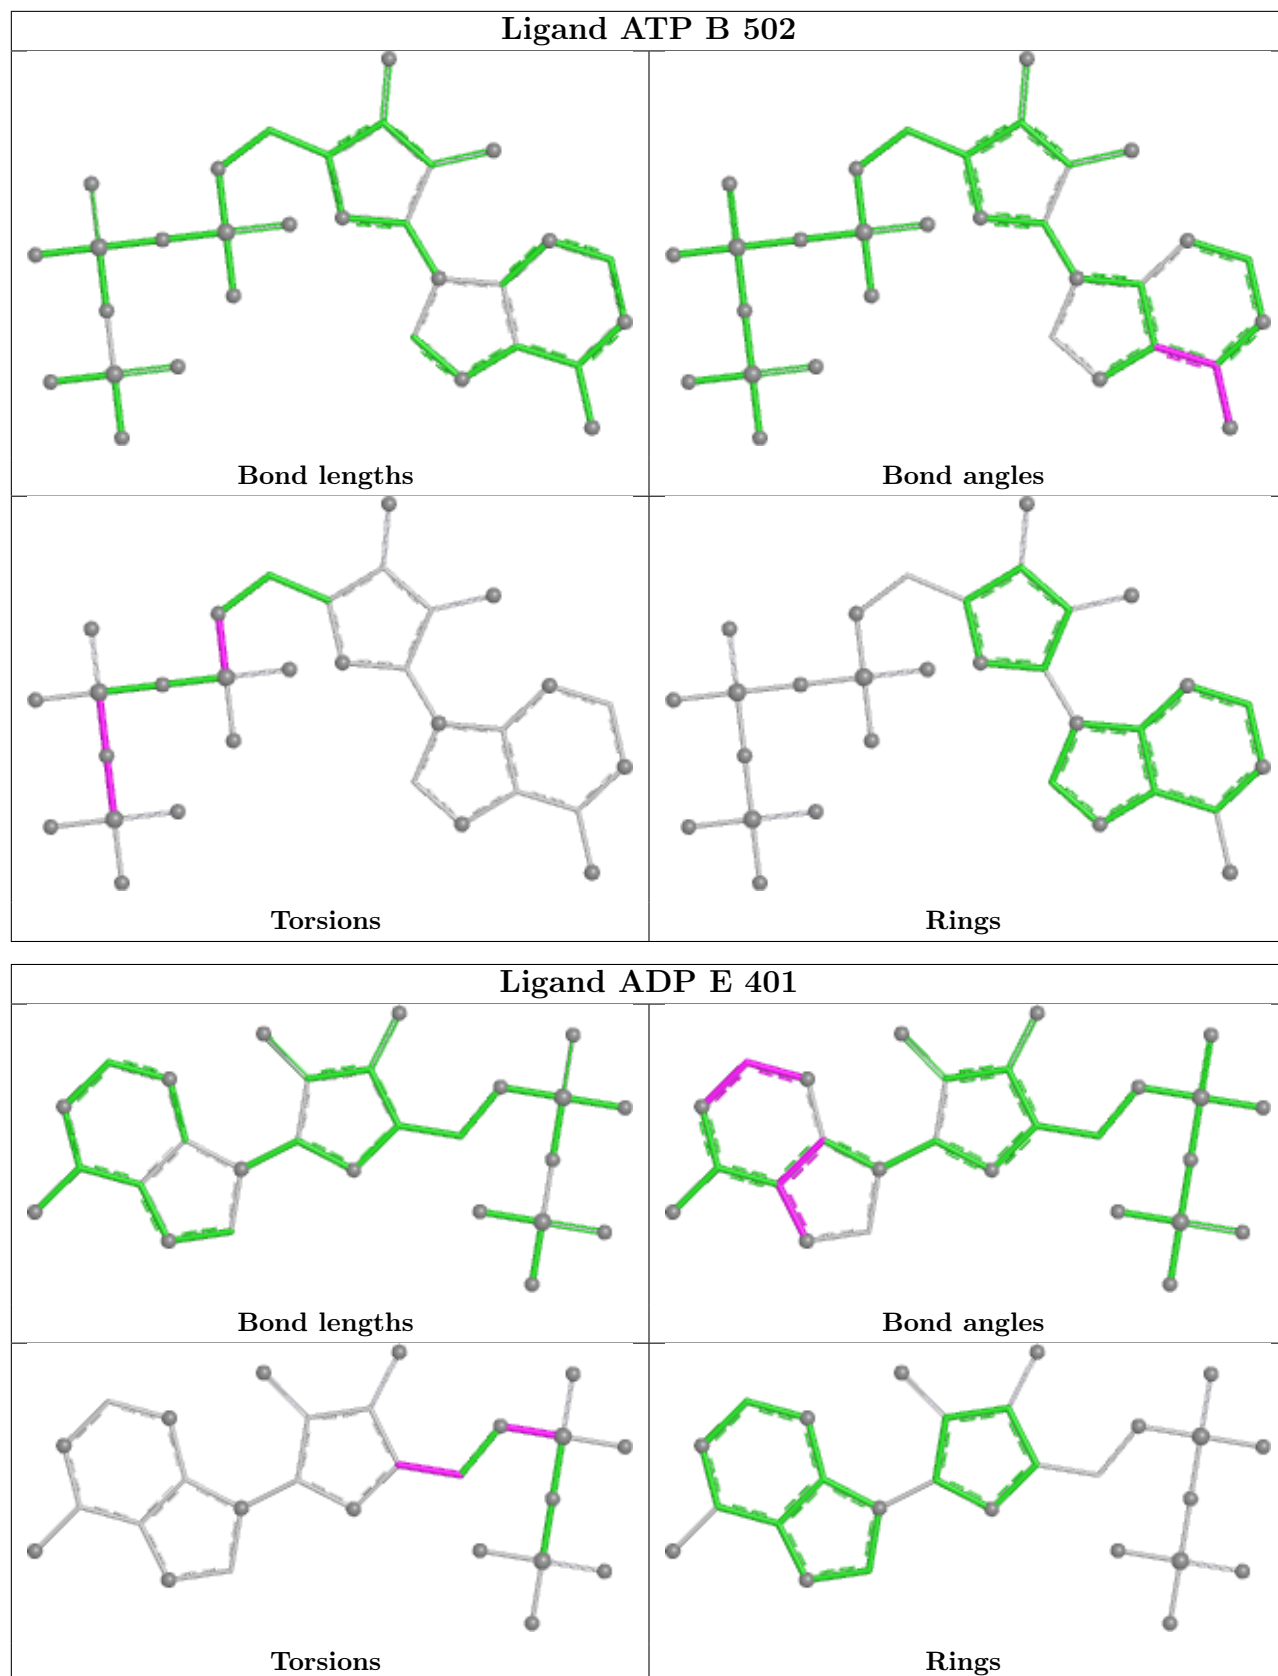 Ligand ATP B 502
Bond lengths
Bond angles
Torsions
Rings
Ligand ADP E 401
Bond lengths
Bond angles
Torsions
Rings